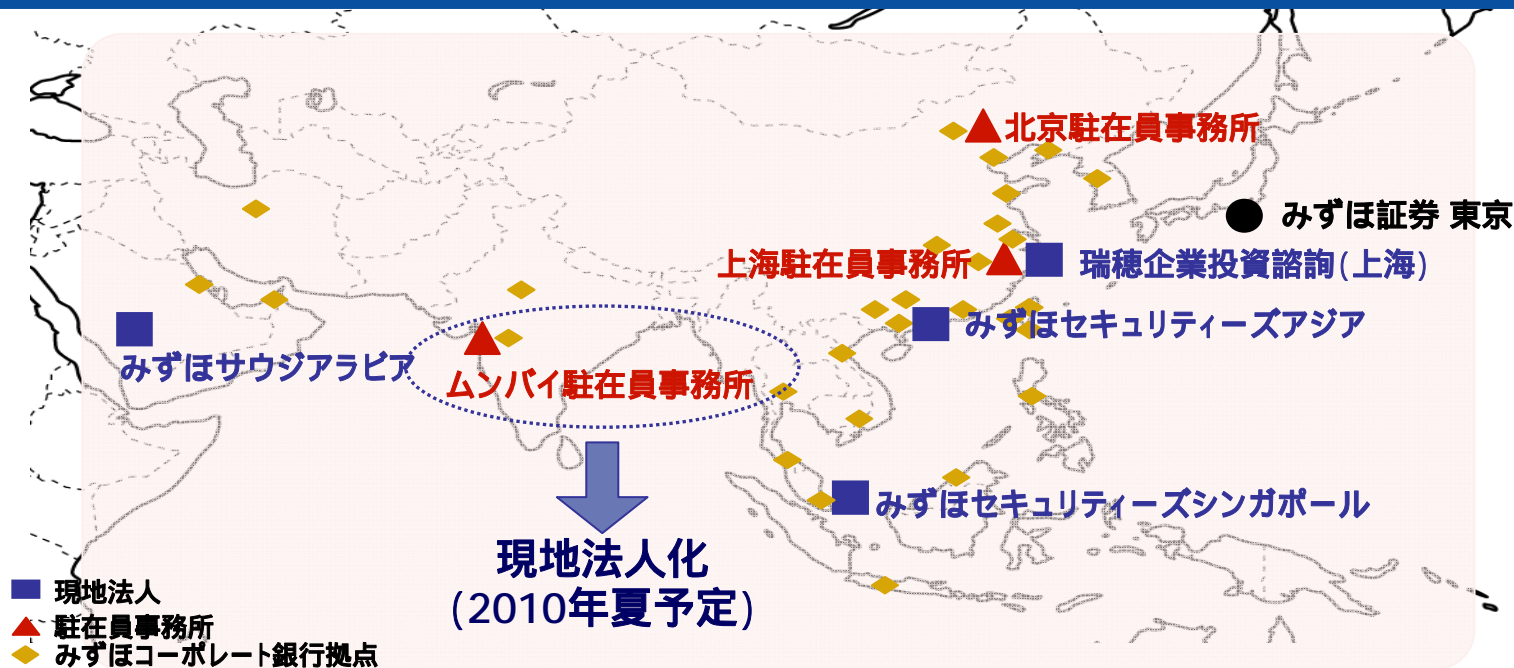 北京駐在員事務所
みずほ証券 東京
上海駐在員事務所
瑞穂企業投資諮詢(上海)
みずほセキュリティーズアジア
みずほサウジアラビア
ムンバイ駐在員事務所
みずほセキュリティーズシンガポール
現地法人化
(2010年夏予定)
現地法人
駐在員事務所
みずほコーポレート銀行拠点